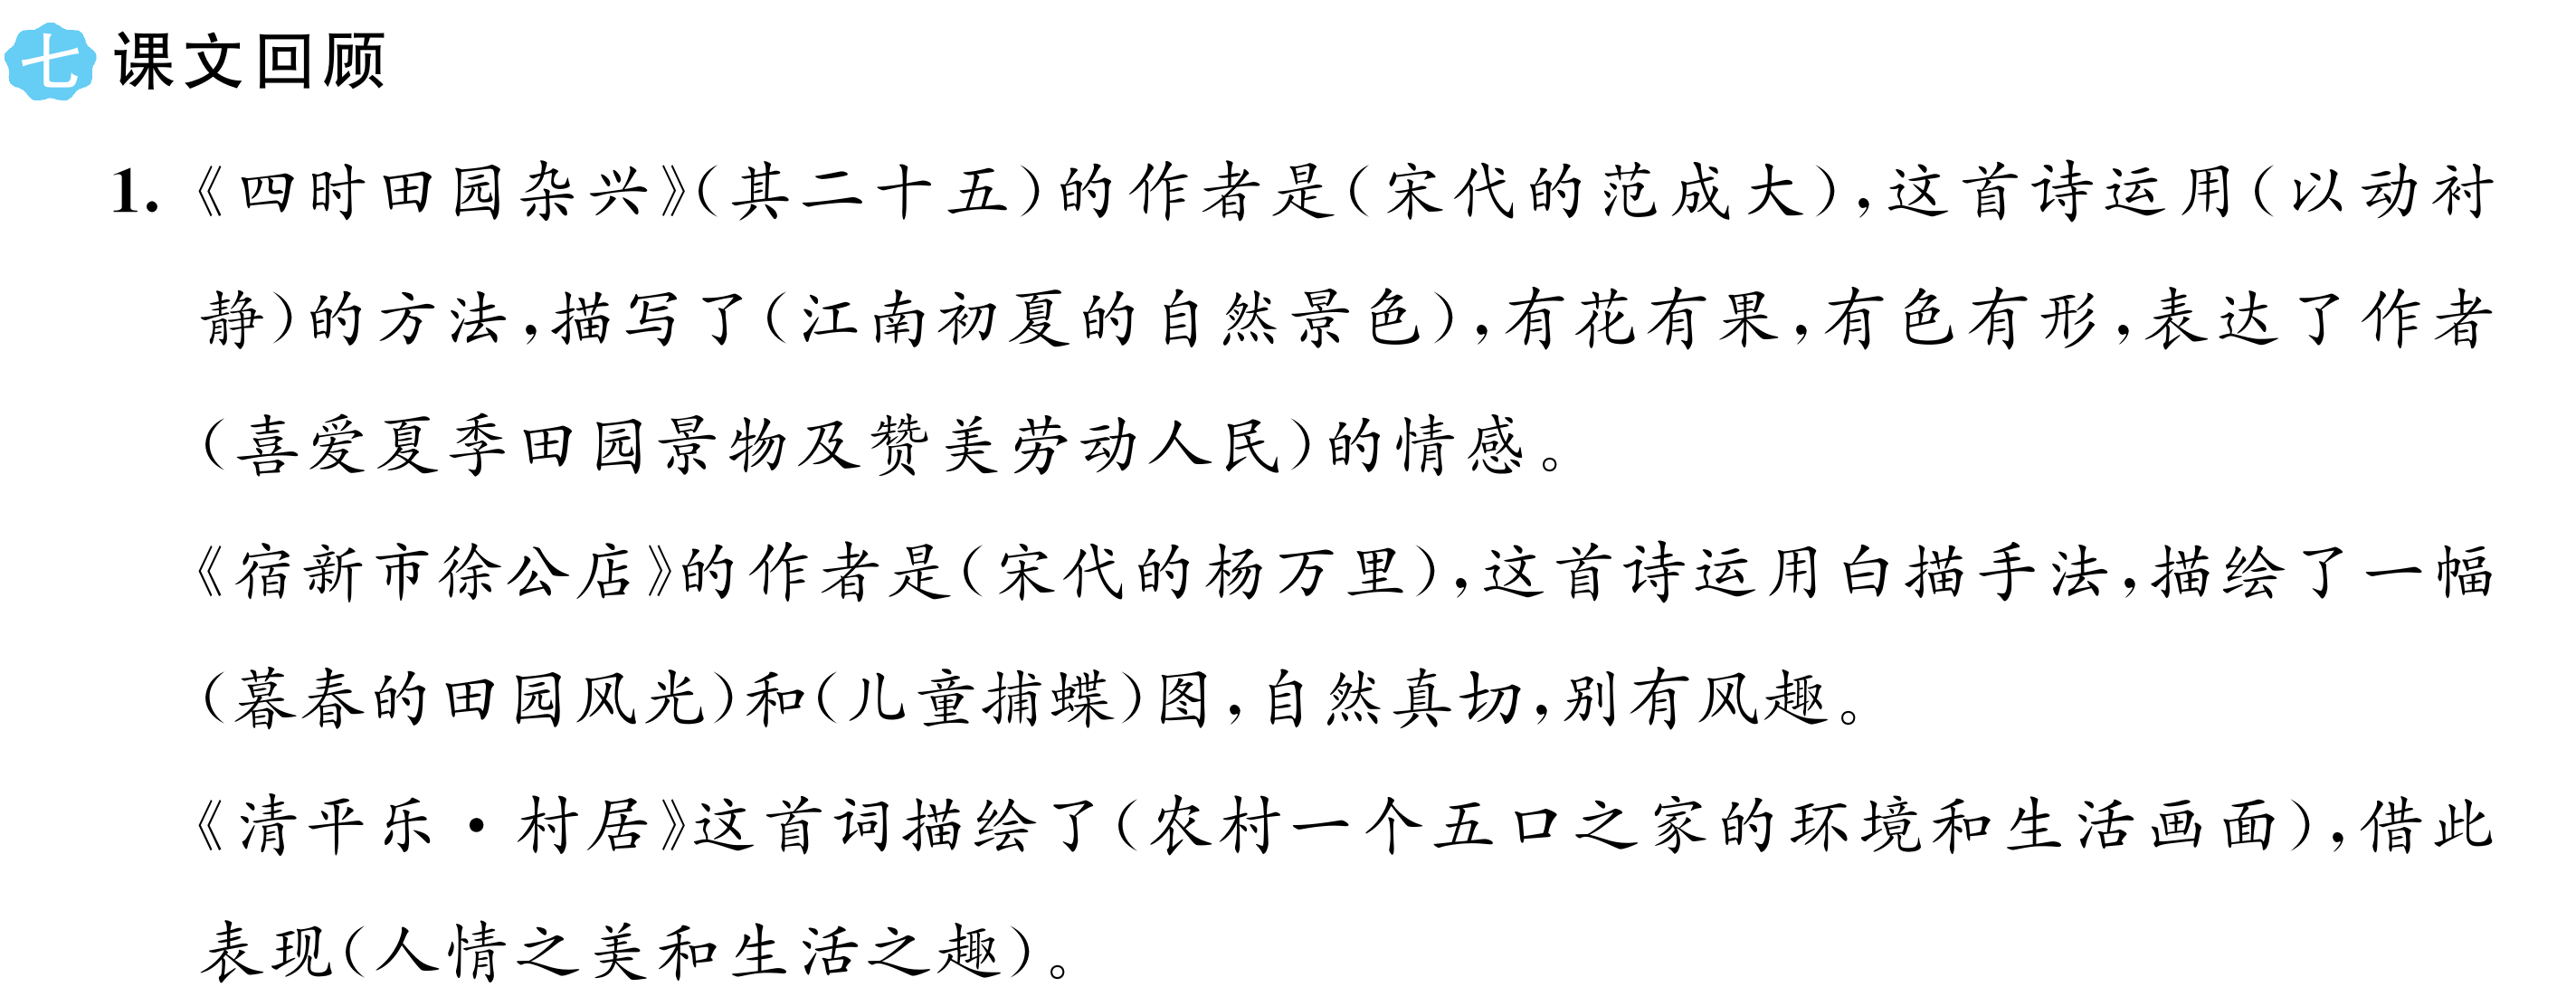 七 课文回顾
1.《四时田园杂兴》(其二十五)的作者是(宋代的范成大),这首诗运用(以动衬
静)的方法,描写了(江南初夏的自然景色),有花有果,有色有形,表达了作者
(喜爱夏季田园景物及赞美劳动人民)的情感。
《宿新市徐公店》的作者是(宋代的杨万里),这首诗运用白描手法,描绘了一幅
(暮春的田园风光)和(儿童捕蝶)图,自然真切,别有风趣。
《清平乐·村居》这首词描绘了(农村一个五口之家的环境和生活画面),借此
表现(人情之美和生活之趣)。